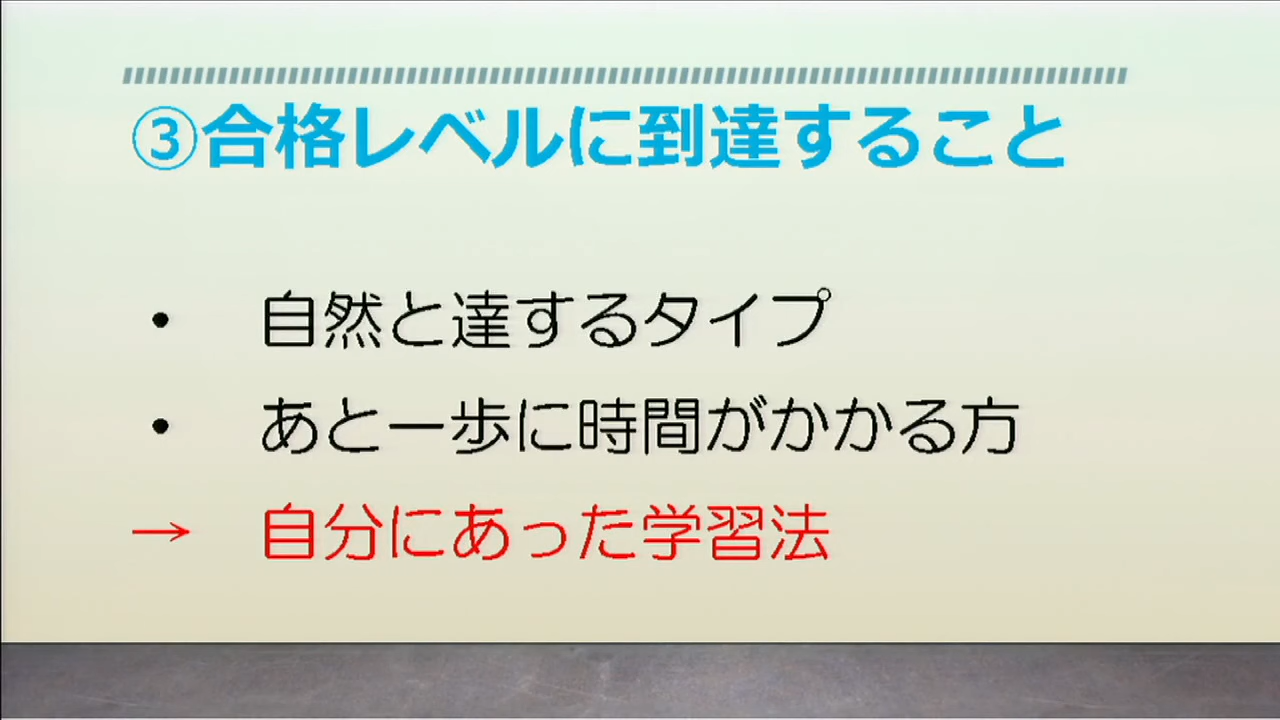 ③合格レベルに到達すること
• 自然と達するタイプ
• あと一歩に時間がかかる方
→ 自分にあった学習法